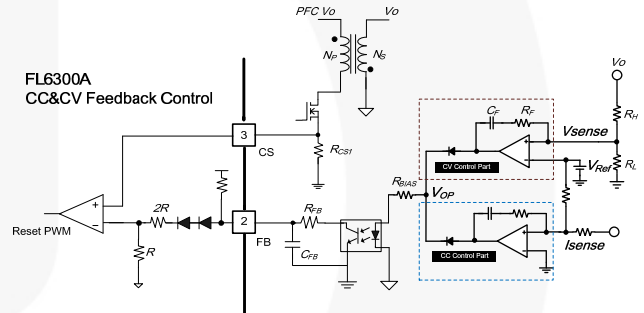 PFC Vo
Vo
NP
NS
FL6300A
CC&CV Feedback Control
Vo
3
CS
RCS1
CF
RF
RH
Vsense
CV Control Part
VRef
RL
RBIAS
VOP
2R
2
RFB
Reset PWM
FB
R
CFB
CC Control Part
Isense